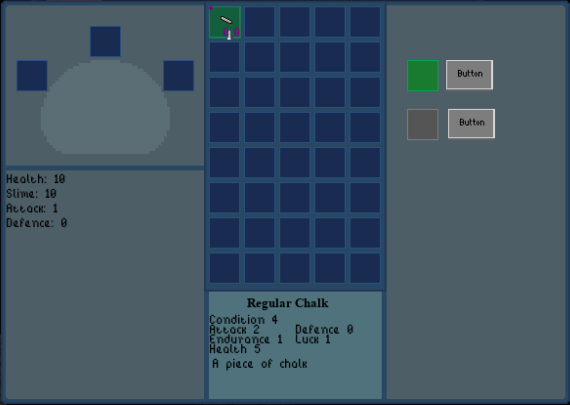 Health: 10
Slime: 10
Attack: 1
Defence: 0
1
Regular Chalk
Condition 4
Attack 2 Defence 0
Endurance 1 Luck 1
Health 5
A piece of chalk
Button
Button